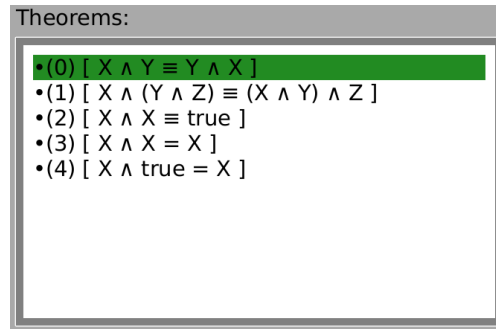 Theorems:
•(0) [ X ∧ Y ≡ Y ∧ X ]
•(1) [ X ∧ (Y ∧ Z) ≡ (X ∧ Y) ∧ Z ]
•(2) [ X ∧ X ≡ true ]
•(3) [ X ∧ X = X ]
•(4) [ X ∧ true = X ]